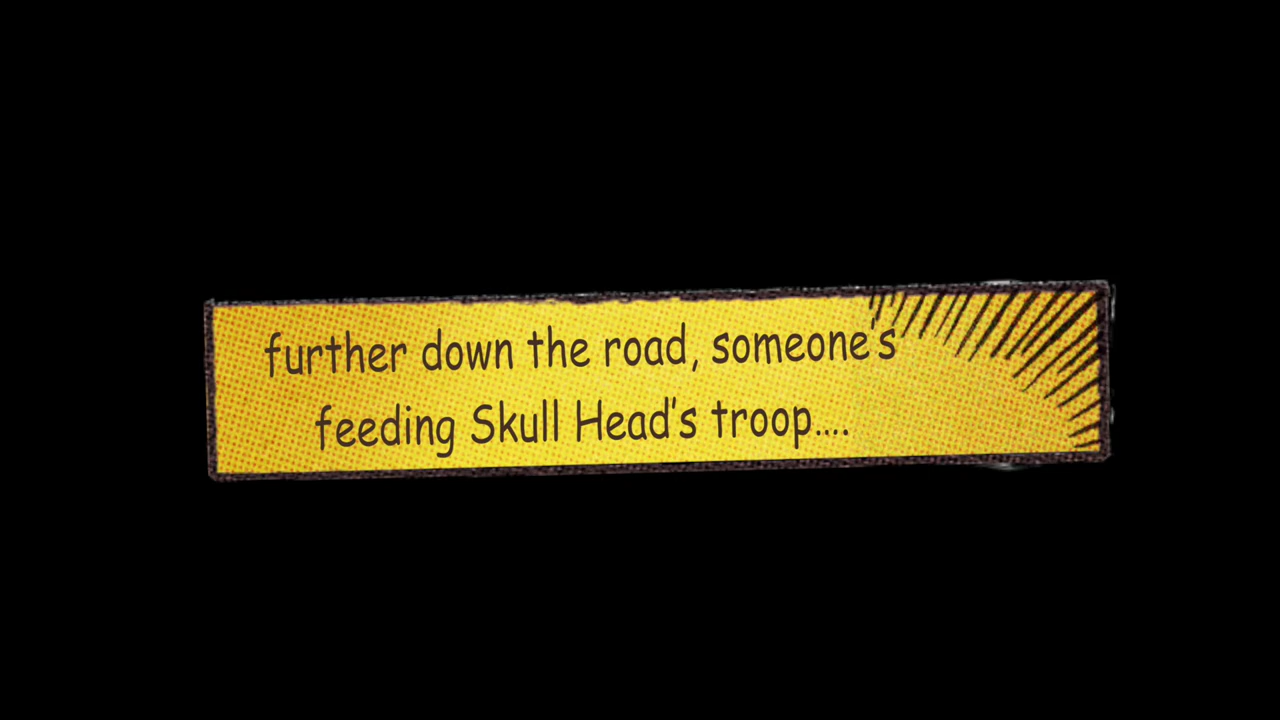 further down the road, someone's
feeding Skull Head's troop....